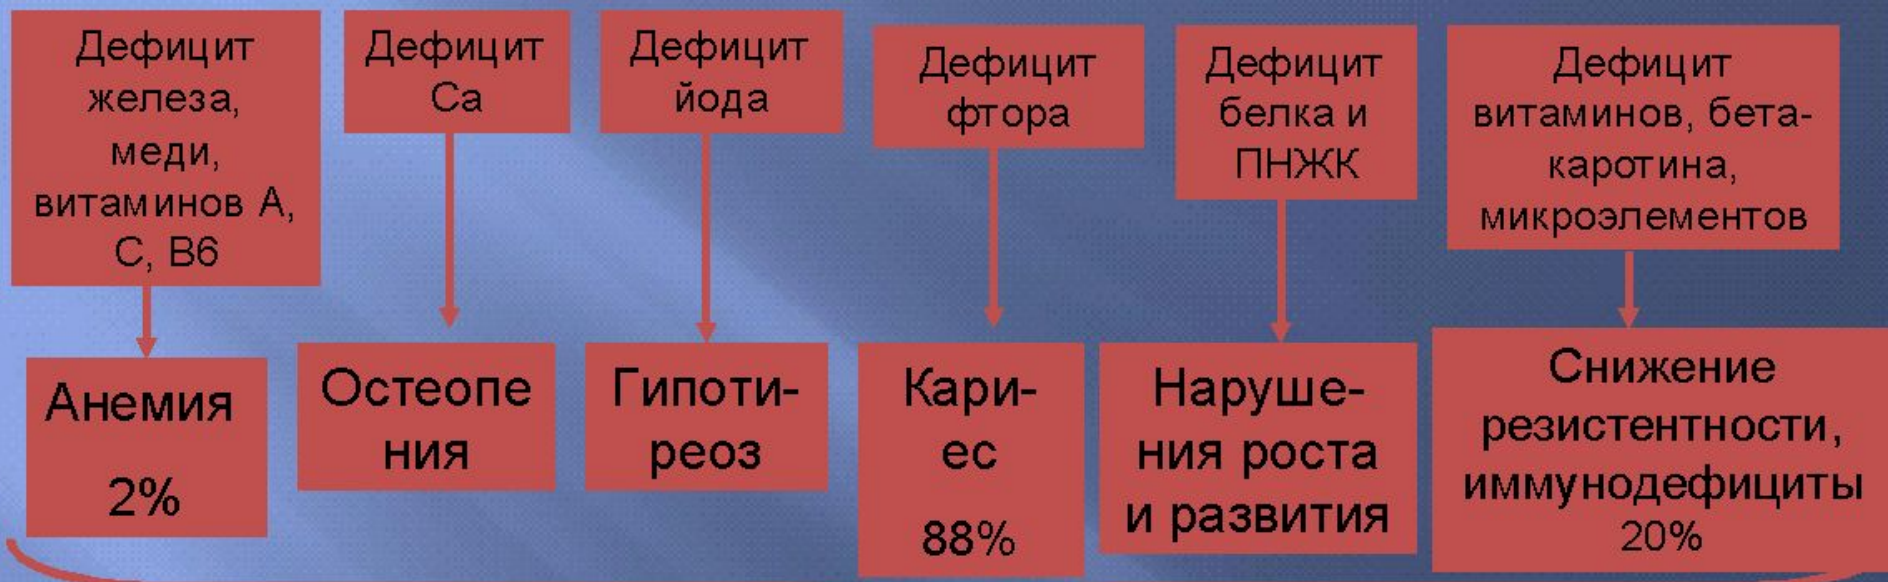 Дефицит
железа,
меди,
витаминов А,
С, В6
Дефицит
Са
Дефицит
йода
Дефицит
фтора
Дефицит
белка и
ПНЖК
Дефицит
витаминов, бета-
каротина,
микроэлементов
Анемия
2%
Остеопе
ния
Гипоти-
реоз
Кари-
ес
88%
Наруше-
ния роста
и развития
Снижение
резистентности,
иммунодефициты
20%